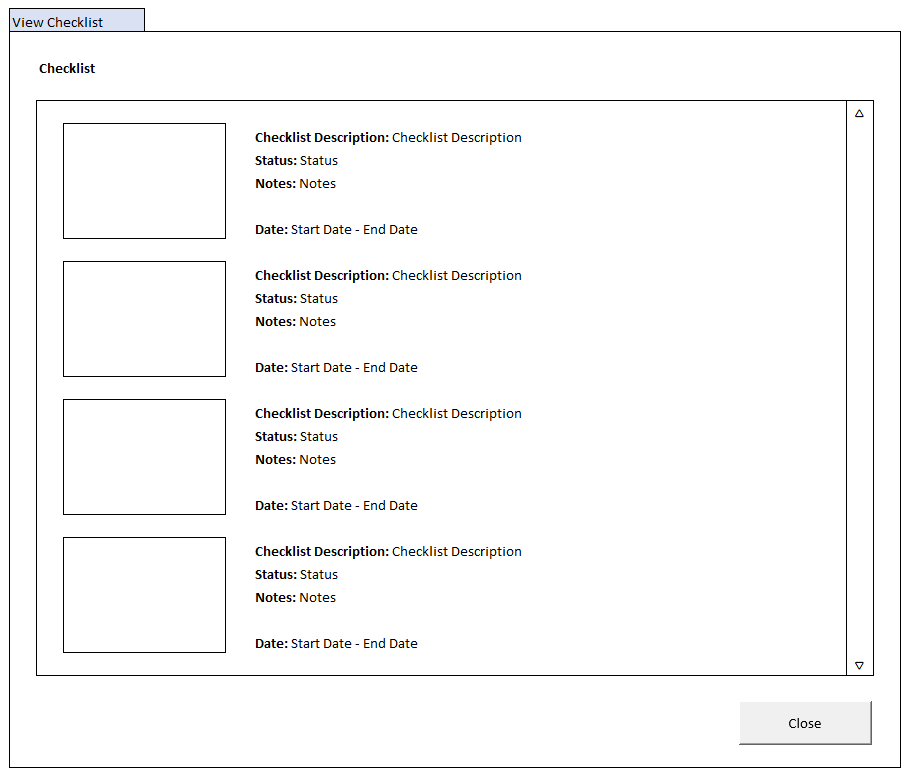 View Checklist
Checklist
Checklist Description: Checklist Description
Status: Status
Notes: Notes
Date: Start Date - End Date
Checklist Description: Checklist Description
Status: Status
Notes: Notes
Date: Start Date - End Date
Checklist Description: Checklist Description
Status: Status
Notes: Notes
Date: Start Date - End Date
Checklist Description: Checklist Description
Status: Status
Notes: Notes
Date: Start Date - End Date
Close